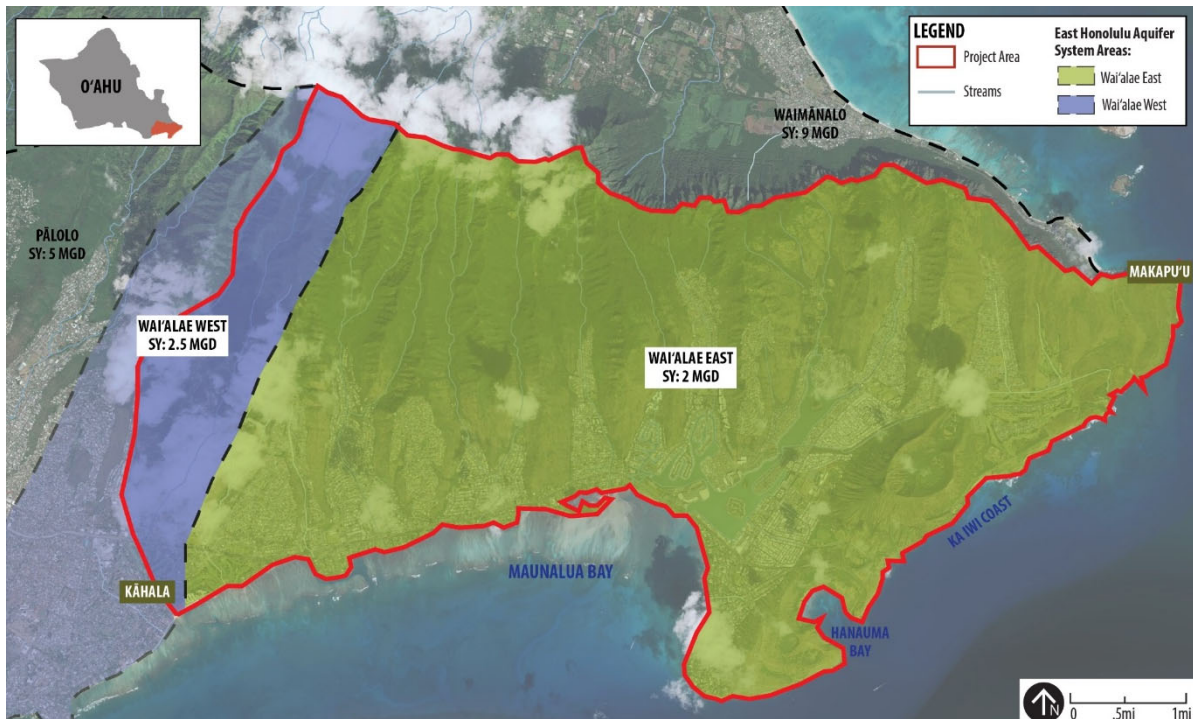 O‘AHU
LEGEND
Project Area
Streams
East Honolulu Aquifer
System Areas:
Wai‘alae East
Wai‘alae West
WAIMĀNALO
SY: 9 MGD
PĀLOLO
SY: 5 MGD
MAKAPU‘U
WAI‘ALAE WEST
SY: 2.5 MGD
WAI‘ALAE EAST
SY: 2 MGD
KA IWI COAST
MAUNALUA BAY
KĀHALA
HANAUMA
BAY
N
0 .5mi 1mi